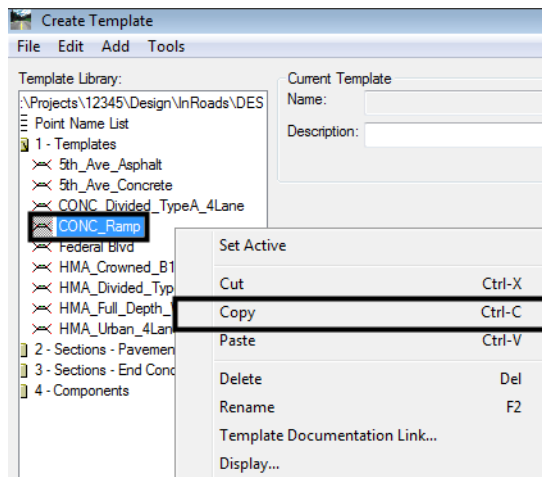 Create Template
File Edit Add Tools
Template Library:
:\Projects\12345\Design\InRoads\DES
Point Name List
1 - Templates
5th_Ave_Asphalt
5th_Ave_Concrete
CONC_Divided_TypeA_4Lane
CONC_Ramp
Federal Blvd
HMA_Crowned_B1
HMA_Divided_Typ
HMA_Full_Depth_
HMA_Urban_4Lan
2 - Sections - Pavemen
3 - Sections - End Cond
4 - Components
Current Template
Name:
Description:
Set Active
Cut Ctrl-X
Copy Ctrl-C
Paste Ctrl-V
Delete Del
Rename F2
Template Documentation Link...
Display...